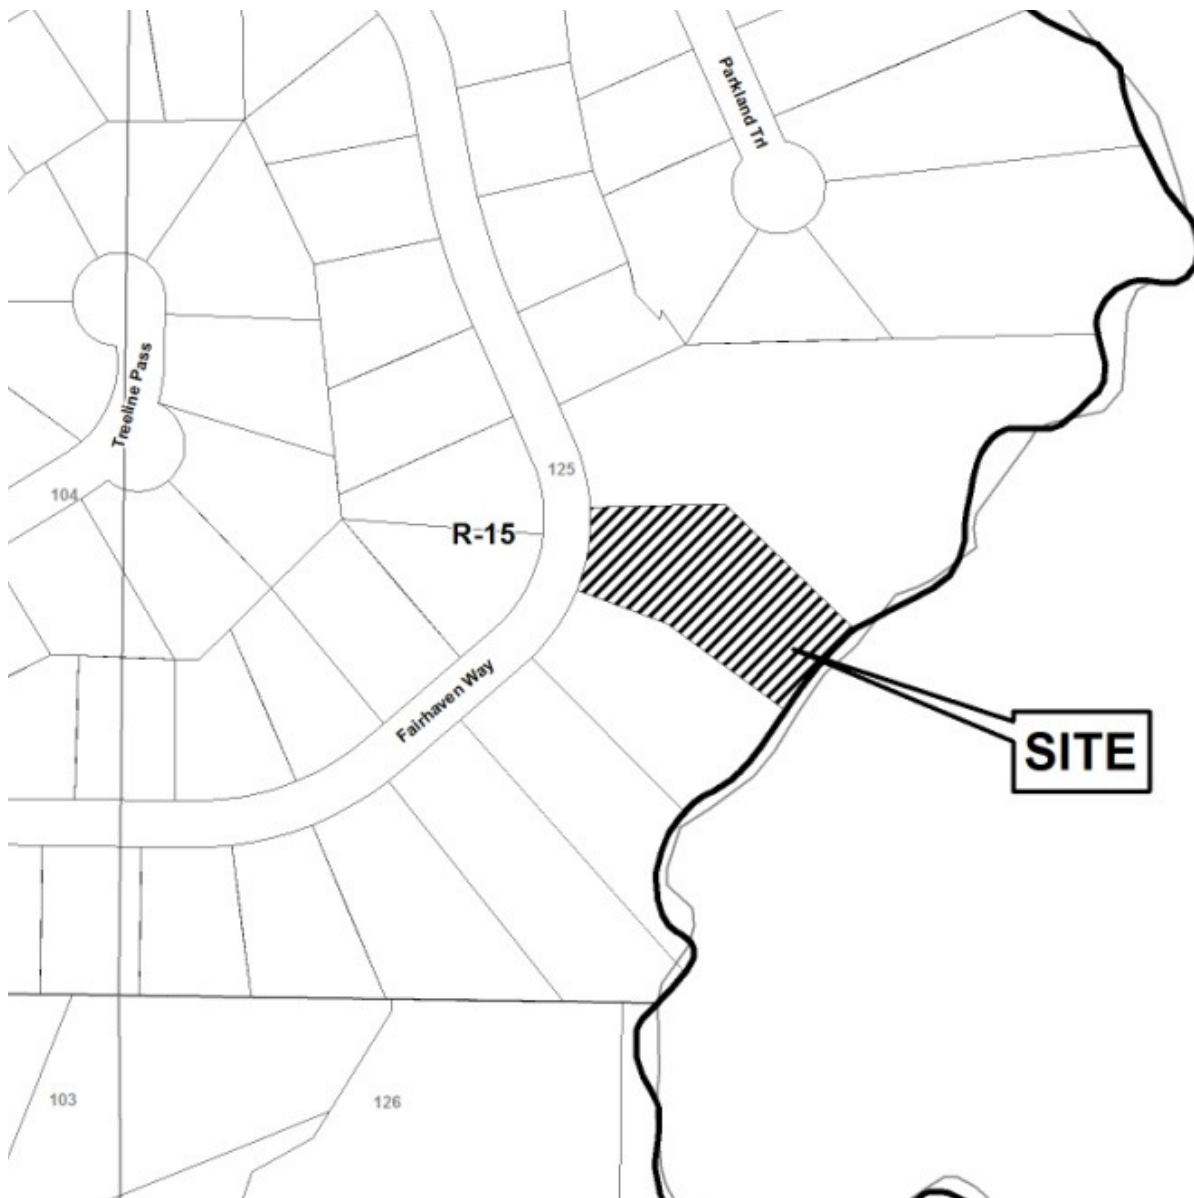 Parkland Trl
Treeline Pass
104
125
R-15
Fairhaven Way
SITE
103
126